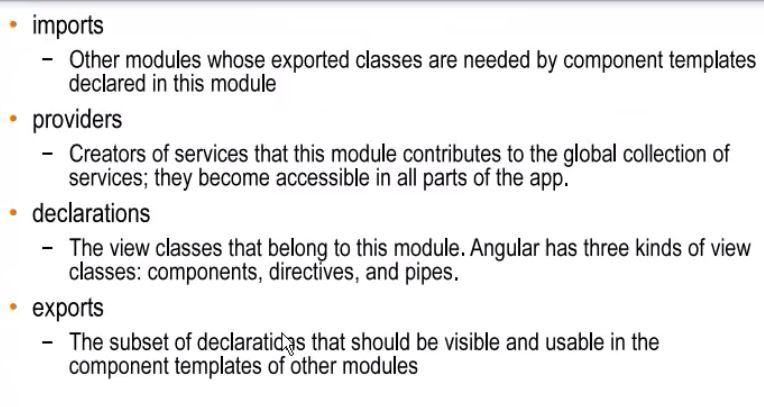 • imports
– Other modules whose exported classes are needed by component templates
declared in this module
• providers
– Creators of services that this module contributes to the global collection of
services; they become accessible in all parts of the app.
• declarations
– The view classes that belong to this module. Angular has three kinds of view
classes: components, directives, and pipes.
• exports
– The subset of declarations that should be visible and usable in the
component templates of other modules